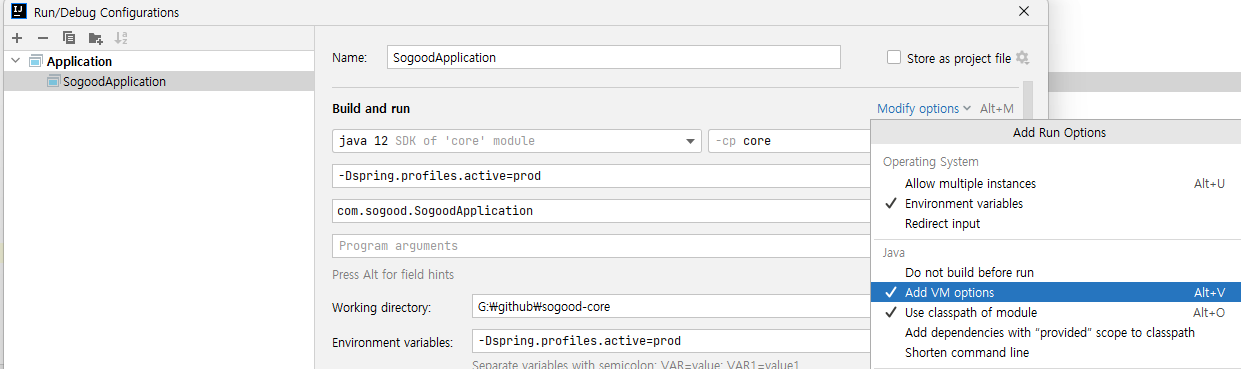 Run/Debug Configurations
Application
SogoodApplication
Name: SogoodApplication Store as project file
Build and run Modify options Alt+M
java 12 SDK of 'core' module -cp core
-Dspring.profiles.active=prod
com.sogood.SogoodApplication
Program arguments
Press Alt for field hints
Working directory: G:₩github₩sogood-core
Environment variables: -Dspring.profiles.active=prod
Separate variables with semicolon: VAR=value; VAR1=value1
Add Run Options
Operating System
Allow multiple instances Alt+U
Environment variables
Redirect input
Java
Do not build before run
Add VM options Alt+V
Use classpath of module Alt+O
Add dependencies with “provided” scope to classpath
Shorten command line